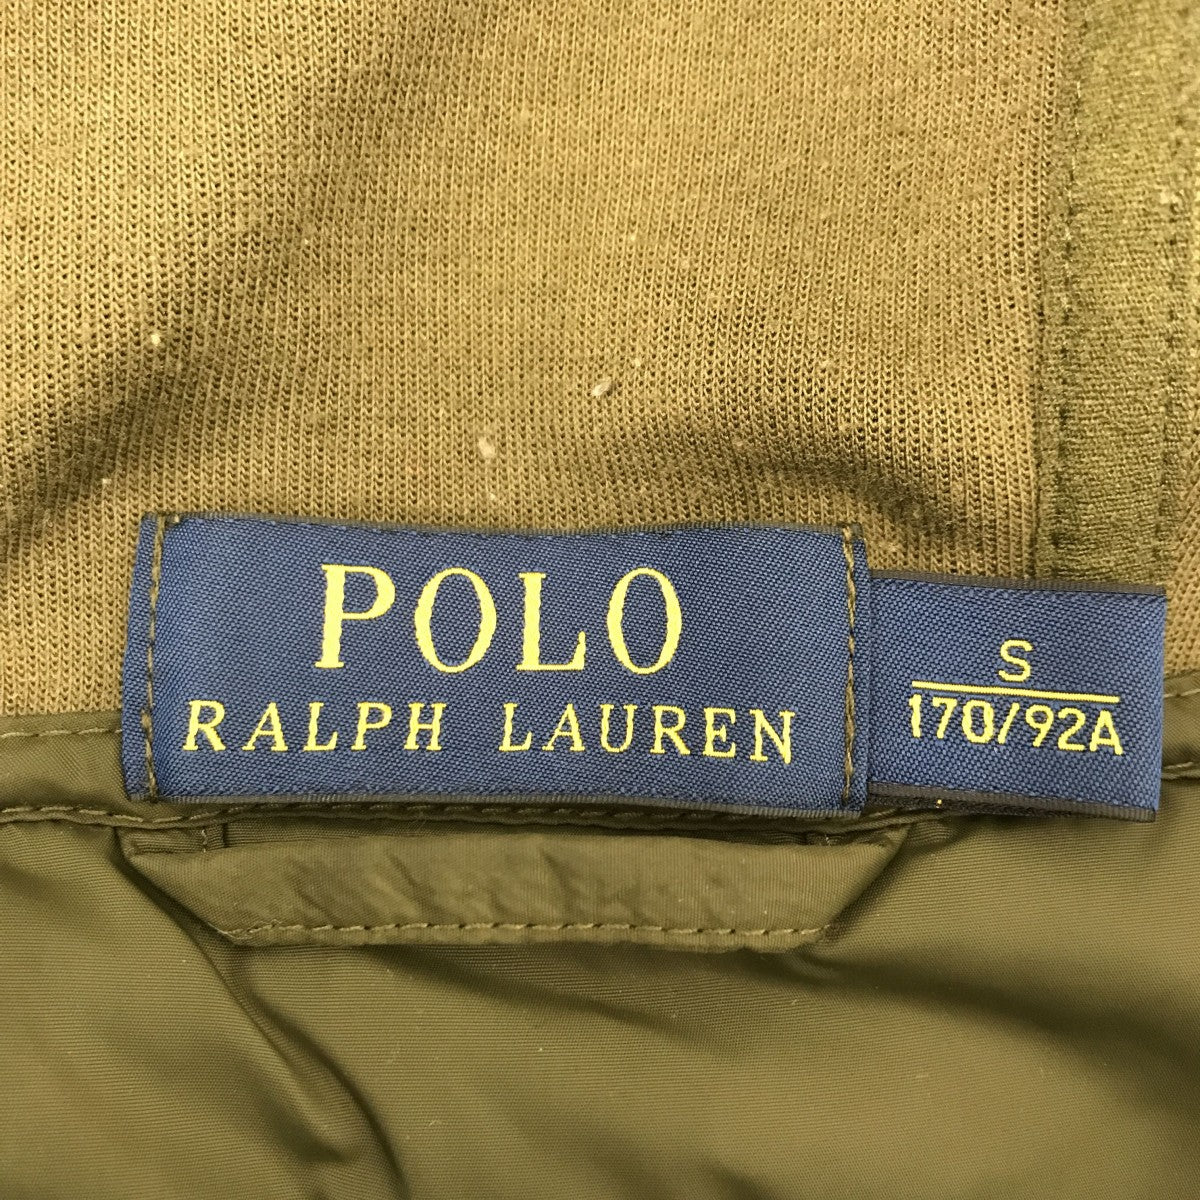 POLO
RALPH LAUREN
S
170/92A